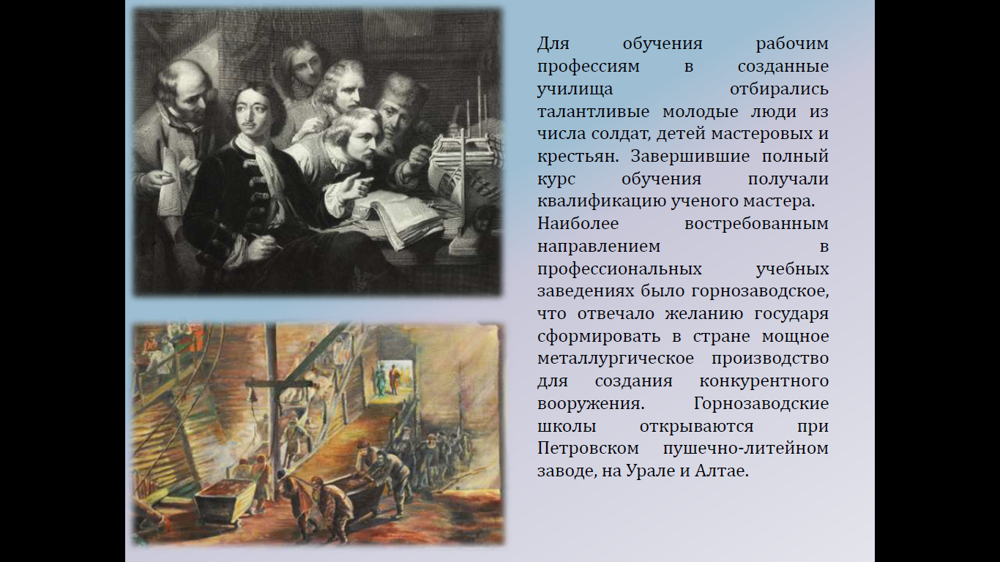 Для обучения рабочим
профессиям в созданные
училища отбирались
талантливые молодые люди из
числа солдат, детей мастеровых и
крестьян. Завершившие полный
курс обучения получали
квалификацию ученого мастера.
Наиболее востребованным
направлением в
профессиональных учебных
заведениях было горнозаводское,
что отвечало желанию государя
сформировать в стране мощное
металлургическое производство
для создания конкурентного
вооружения. Горнозаводские
школы открываются при
Петровском пушечно-литейном
заводе, на Урале и Алтае.